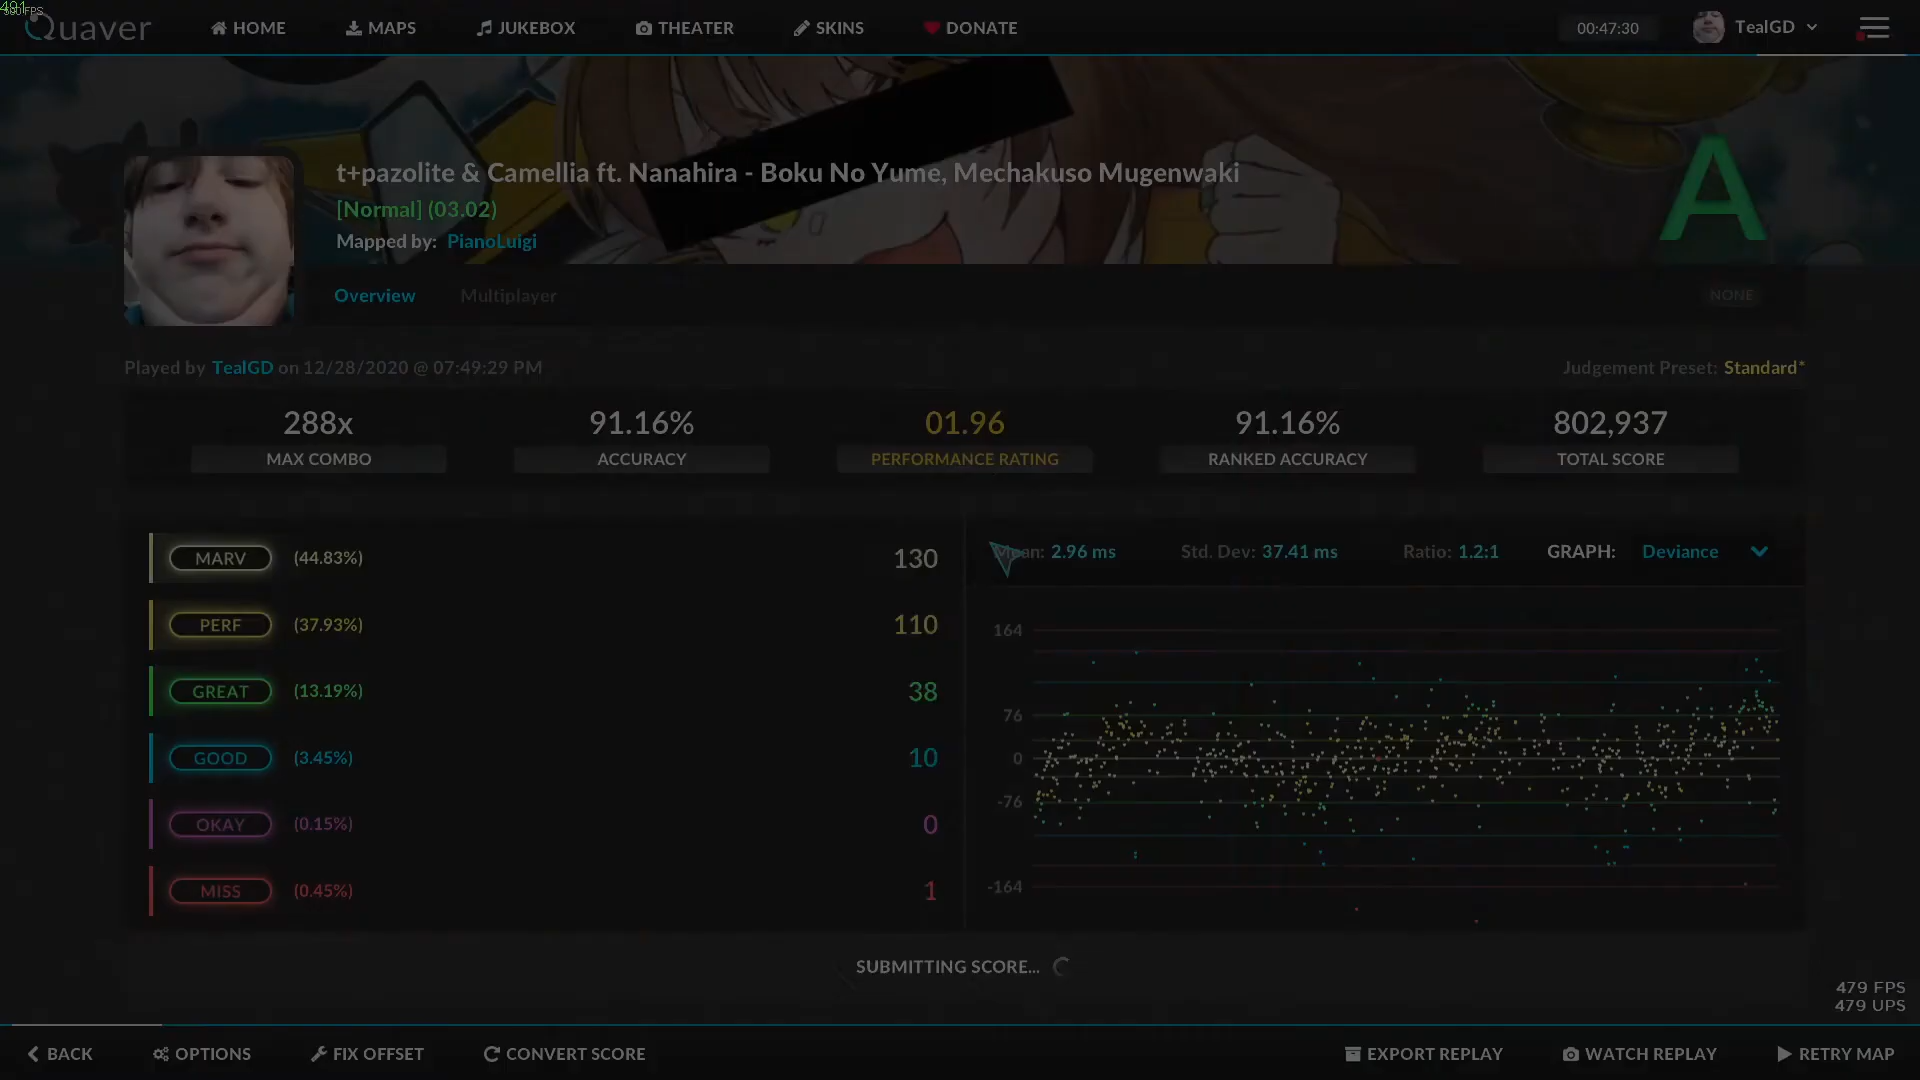 491
Quaver
HOME
MAPS
JUKEBOX
THEATER
SKINS
DONATE
00:47:30
TealGD
t+pazolite & Camellia ft. Nanahira - Boku No Yume, Mechakuso Mugenwaki
[Normal] (03.02)
Mapped by: PianoLuigi
A
Overview
Multiplayer
NONE
Played by TealGD on 12/28/2020 @ 07:49:29 PM
Judgement Preset: Standard*
288x
91.16%
01.96
91.16%
802,937
MAX COMBO
ACCURACY
PERFORMANCE RATING
RANKED ACCURACY
TOTAL SCORE
MARV (44.83%) 130
PERF (37.93%) 110
GREAT (13.19%) 38
GOOD (3.45%) 10
OKAY (0.15%) 0
MISS (0.45%) 1
Mean: 2.96 ms
Std. Dev: 37.41 ms
Ratio: 1.2:1
GRAPH: Deviance
164
76
0
-76
-164
SUBMITTING SCORE...
479 FPS
479 UPS
BACK
OPTIONS
FIX OFFSET
CONVERT SCORE
EXPORT REPLAY
WATCH REPLAY
RETRY MAP